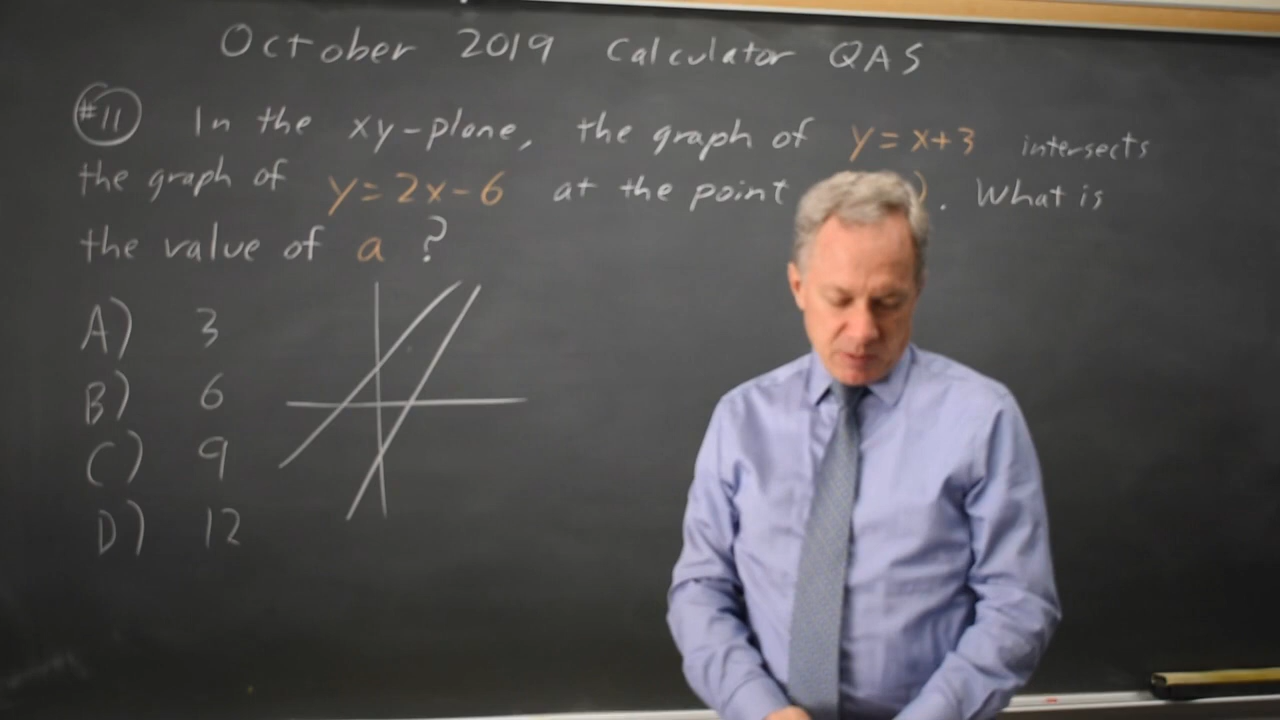 October 2019 Calculator QAS
#11 In the xy-plane, the graph of y=x+3 intersects
the graph of y=2x-6 at the point ). What is
the value of a ?
A) 3
B) 6
C) 9
D) 12